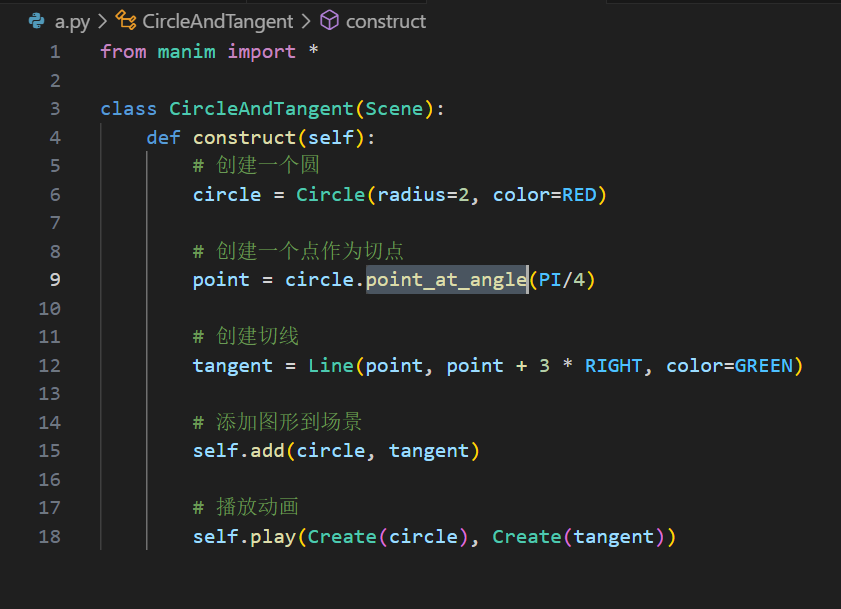 a.py > CircleAndTangent > construct
1 from manim import *
2
3 class CircleAndTangent(Scene):
4 def construct(self):
5 # 创建一个圆
6 circle = Circle(radius=2, color=RED)
7
8 # 创建一个点作为切点
9 point = circle.point_at_angle(PI/4)
10
11 # 创建切线
12 tangent = Line(point, point + 3 * RIGHT, color=GREEN)
13
14 # 添加图形到场景
15 self.add(circle, tangent)
16
17 # 播放动画
18 self.play(Create(circle), Create(tangent))